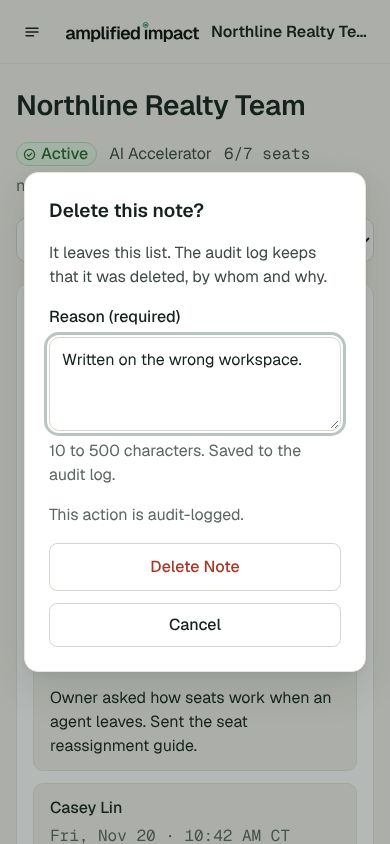 amplified impact
Northline Realty Te...
Northline Realty Team
Active
AI Accelerator
6/7 seats
Delete this note?
It leaves this list. The audit log keeps
that it was deleted, by whom and why.
Reason (required)
Written on the wrong workspace.
10 to 500 characters. Saved to the
audit log.
This action is audit-logged.
Delete Note
Cancel
Owner asked how seats work when an
agent leaves. Sent the seat
reassignment guide.
Casey Lin
Fri, Nov 20 · 10:42 AM CT